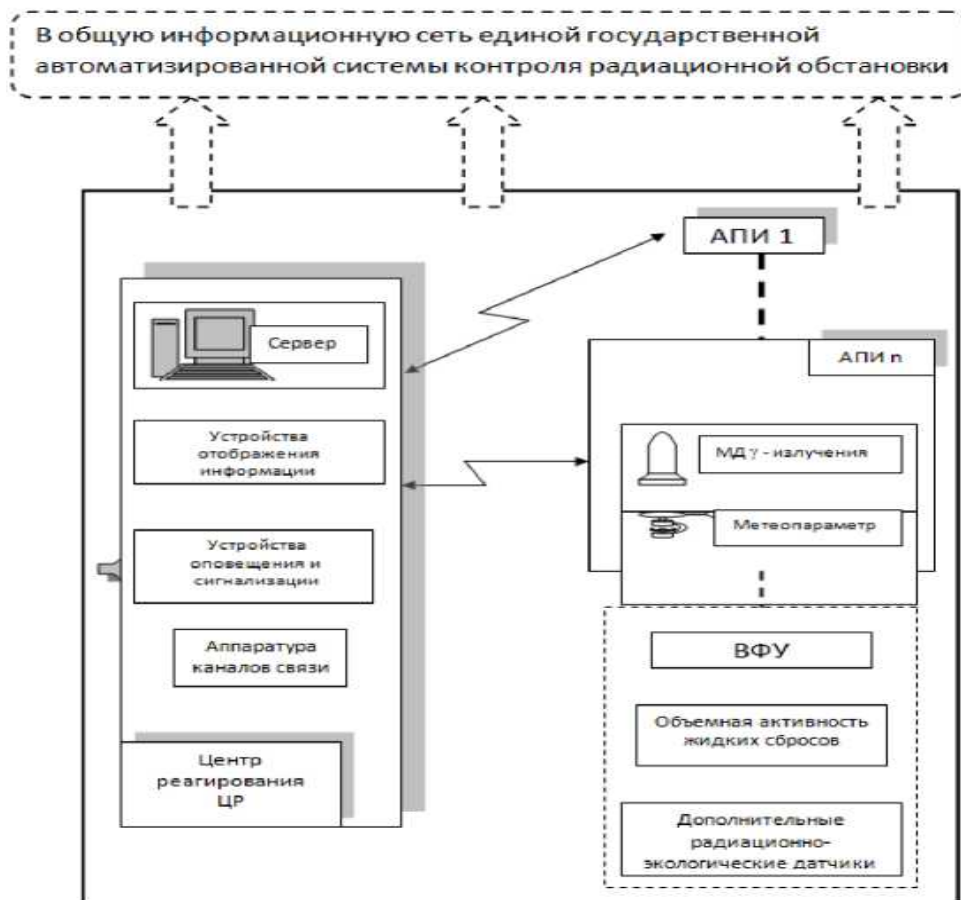 В общую информационную сеть единой государственной
автоматизированной системы контроля радиационной обстановки
АПИ 1
Сервер
АПИ n
Устройства
отображения
информации
МД γ - излучения
Метеопараметр
Устройства
оповещения и
сигнализации
Аппаратура
каналов связи
ВФУ
Объемная активность
жидких сбросов
Центр
реагирования
ЦР
Дополнительные
радиационно-
экологические датчики